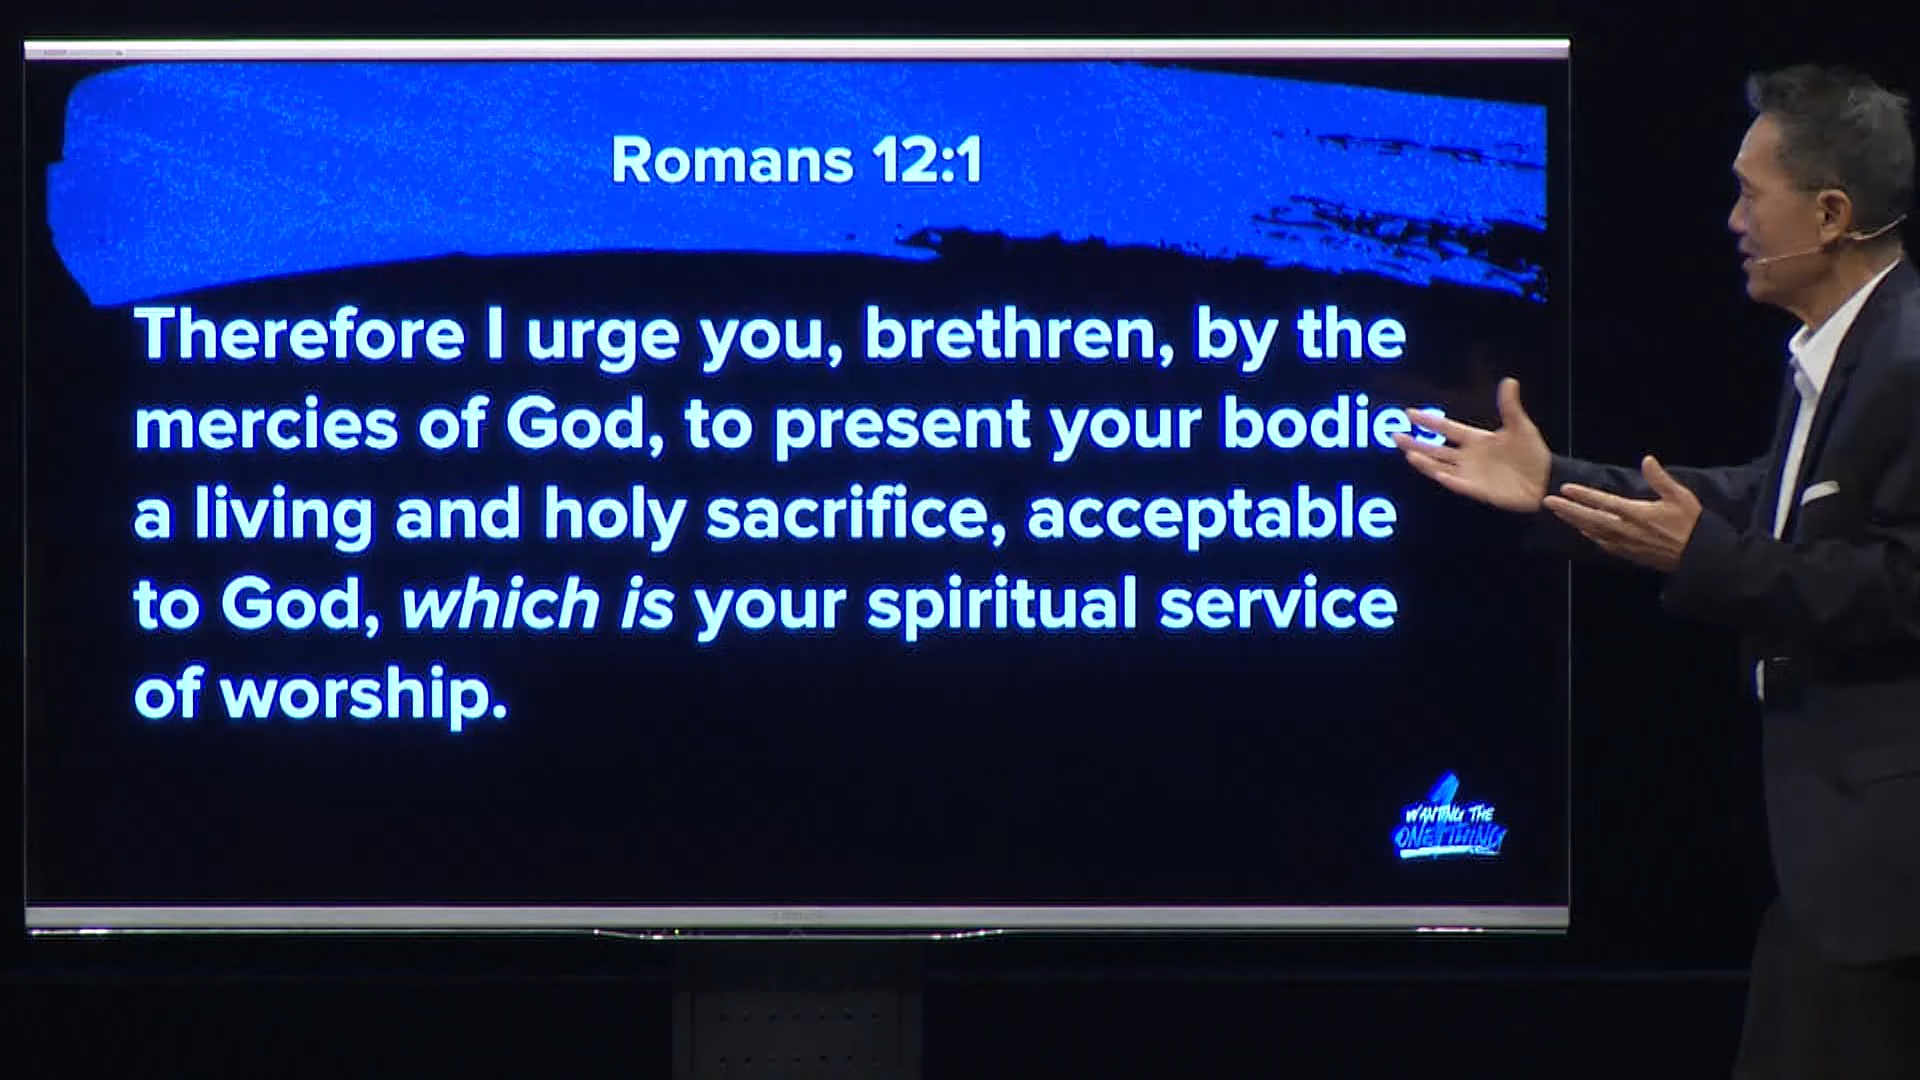 Romans 12:1
Therefore I urge you, brethren, by the
mercies of God, to present your bodies
a living and holy sacrifice, acceptable
to God, which is your spiritual service
of worship.
WANTING THE
ONE THING